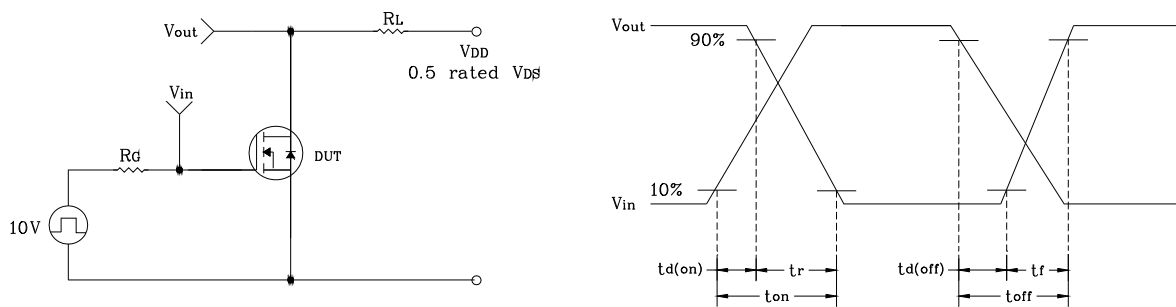 Vout
RL
VDD
0.5 rated VDS
Vin
RG
DUT
10V
Vout
90%
10%
Vin
td(on)
tr
td(off)
tf
ton
toff